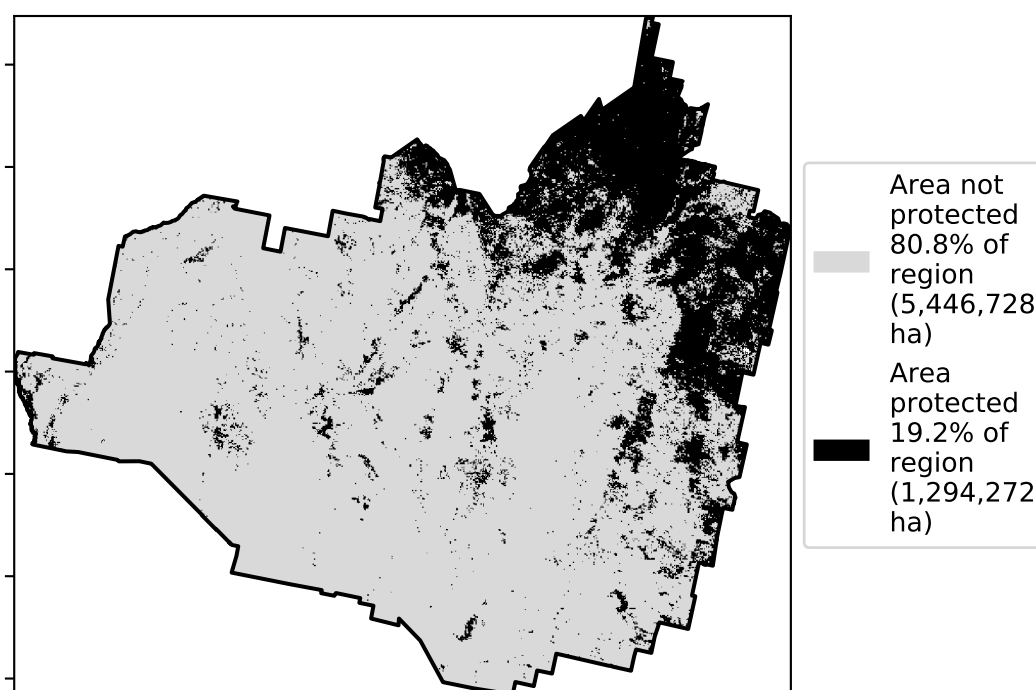 Area not
protected
80.8% of
region
(5,446,728
ha)
Area
protected
19.2% of
region
(1,294,272
ha)